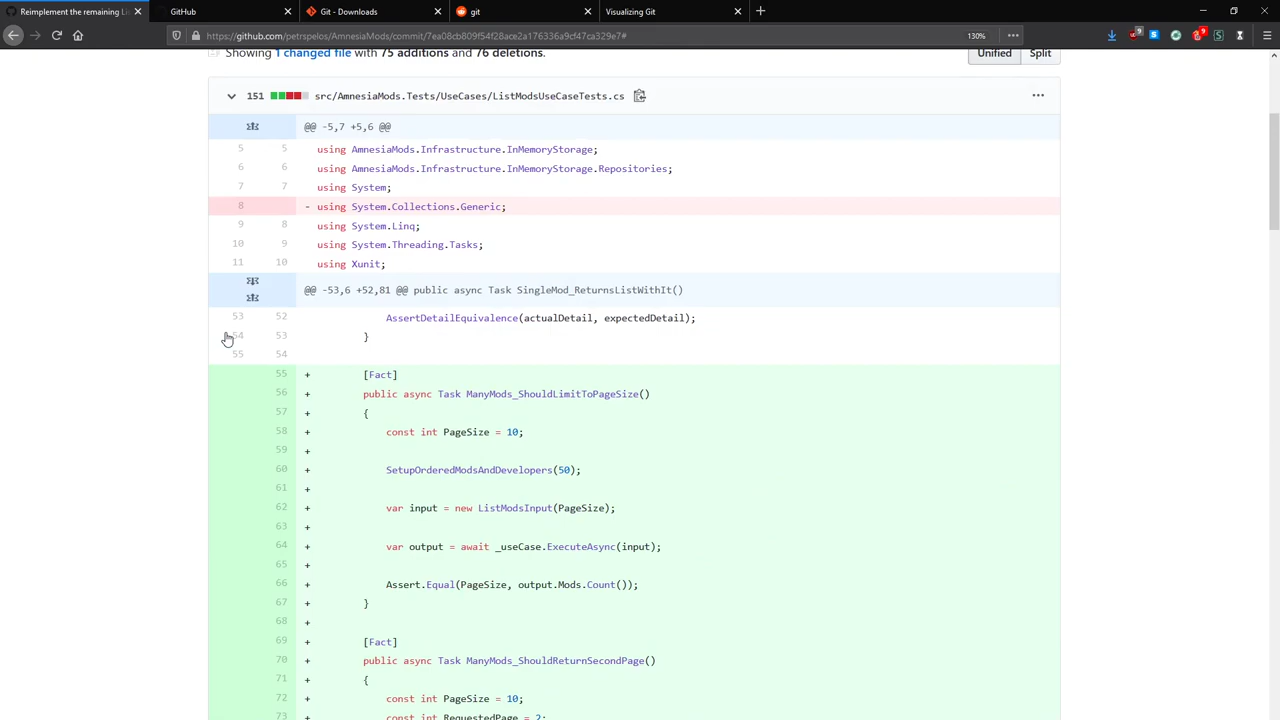 Reimplement the remaining Li
GitHub
Git - Downloads
git
Visualizing Git
https://github.com/petrspelos/AmnesiaMods/commit/7ea08cb809f54f28ace2a176336a9cf47ca329e7#
130%
Showing 1 changed file with 75 additions and 76 deletions.
Unified Split
151 src/AmnesiaMods.Tests/UseCases/ListModsUseCaseTests.cs
@@ -5,7 +5,6 @@
5 5 using AmnesiaMods.Infrastructure.InMemoryStorage;
6 6 using AmnesiaMods.Infrastructure.InMemoryStorage.Repositories;
7 7 using System;
8 - using System.Collections.Generic;
9 8 using System.Linq;
10 9 using System.Threading.Tasks;
11 10 using Xunit;
@@ -53,6 +52,81 @@ public async Task SingleMod_ReturnsListWithIt()
53 52 AssertDetailEquivalence(actualDetail, expectedDetail);
54 53 }
55 54
55 + [Fact]
56 + public async Task ManyMods_ShouldLimitToPageSize()
57 + {
58 + const int PageSize = 10;
59 +
60 + SetupOrderedModsAndDevelopers(50);
61 +
62 + var input = new ListModsInput(PageSize);
63 +
64 + var output = await _useCase.ExecuteAsync(input);
65 +
66 + Assert.Equal(PageSize, output.Mods.Count());
67 + }
68 +
69 + [Fact]
70 + public async Task ManyMods_ShouldReturnSecondPage()
71 + {
72 + const int PageSize = 10;
73 const int RequestedPage = 2;